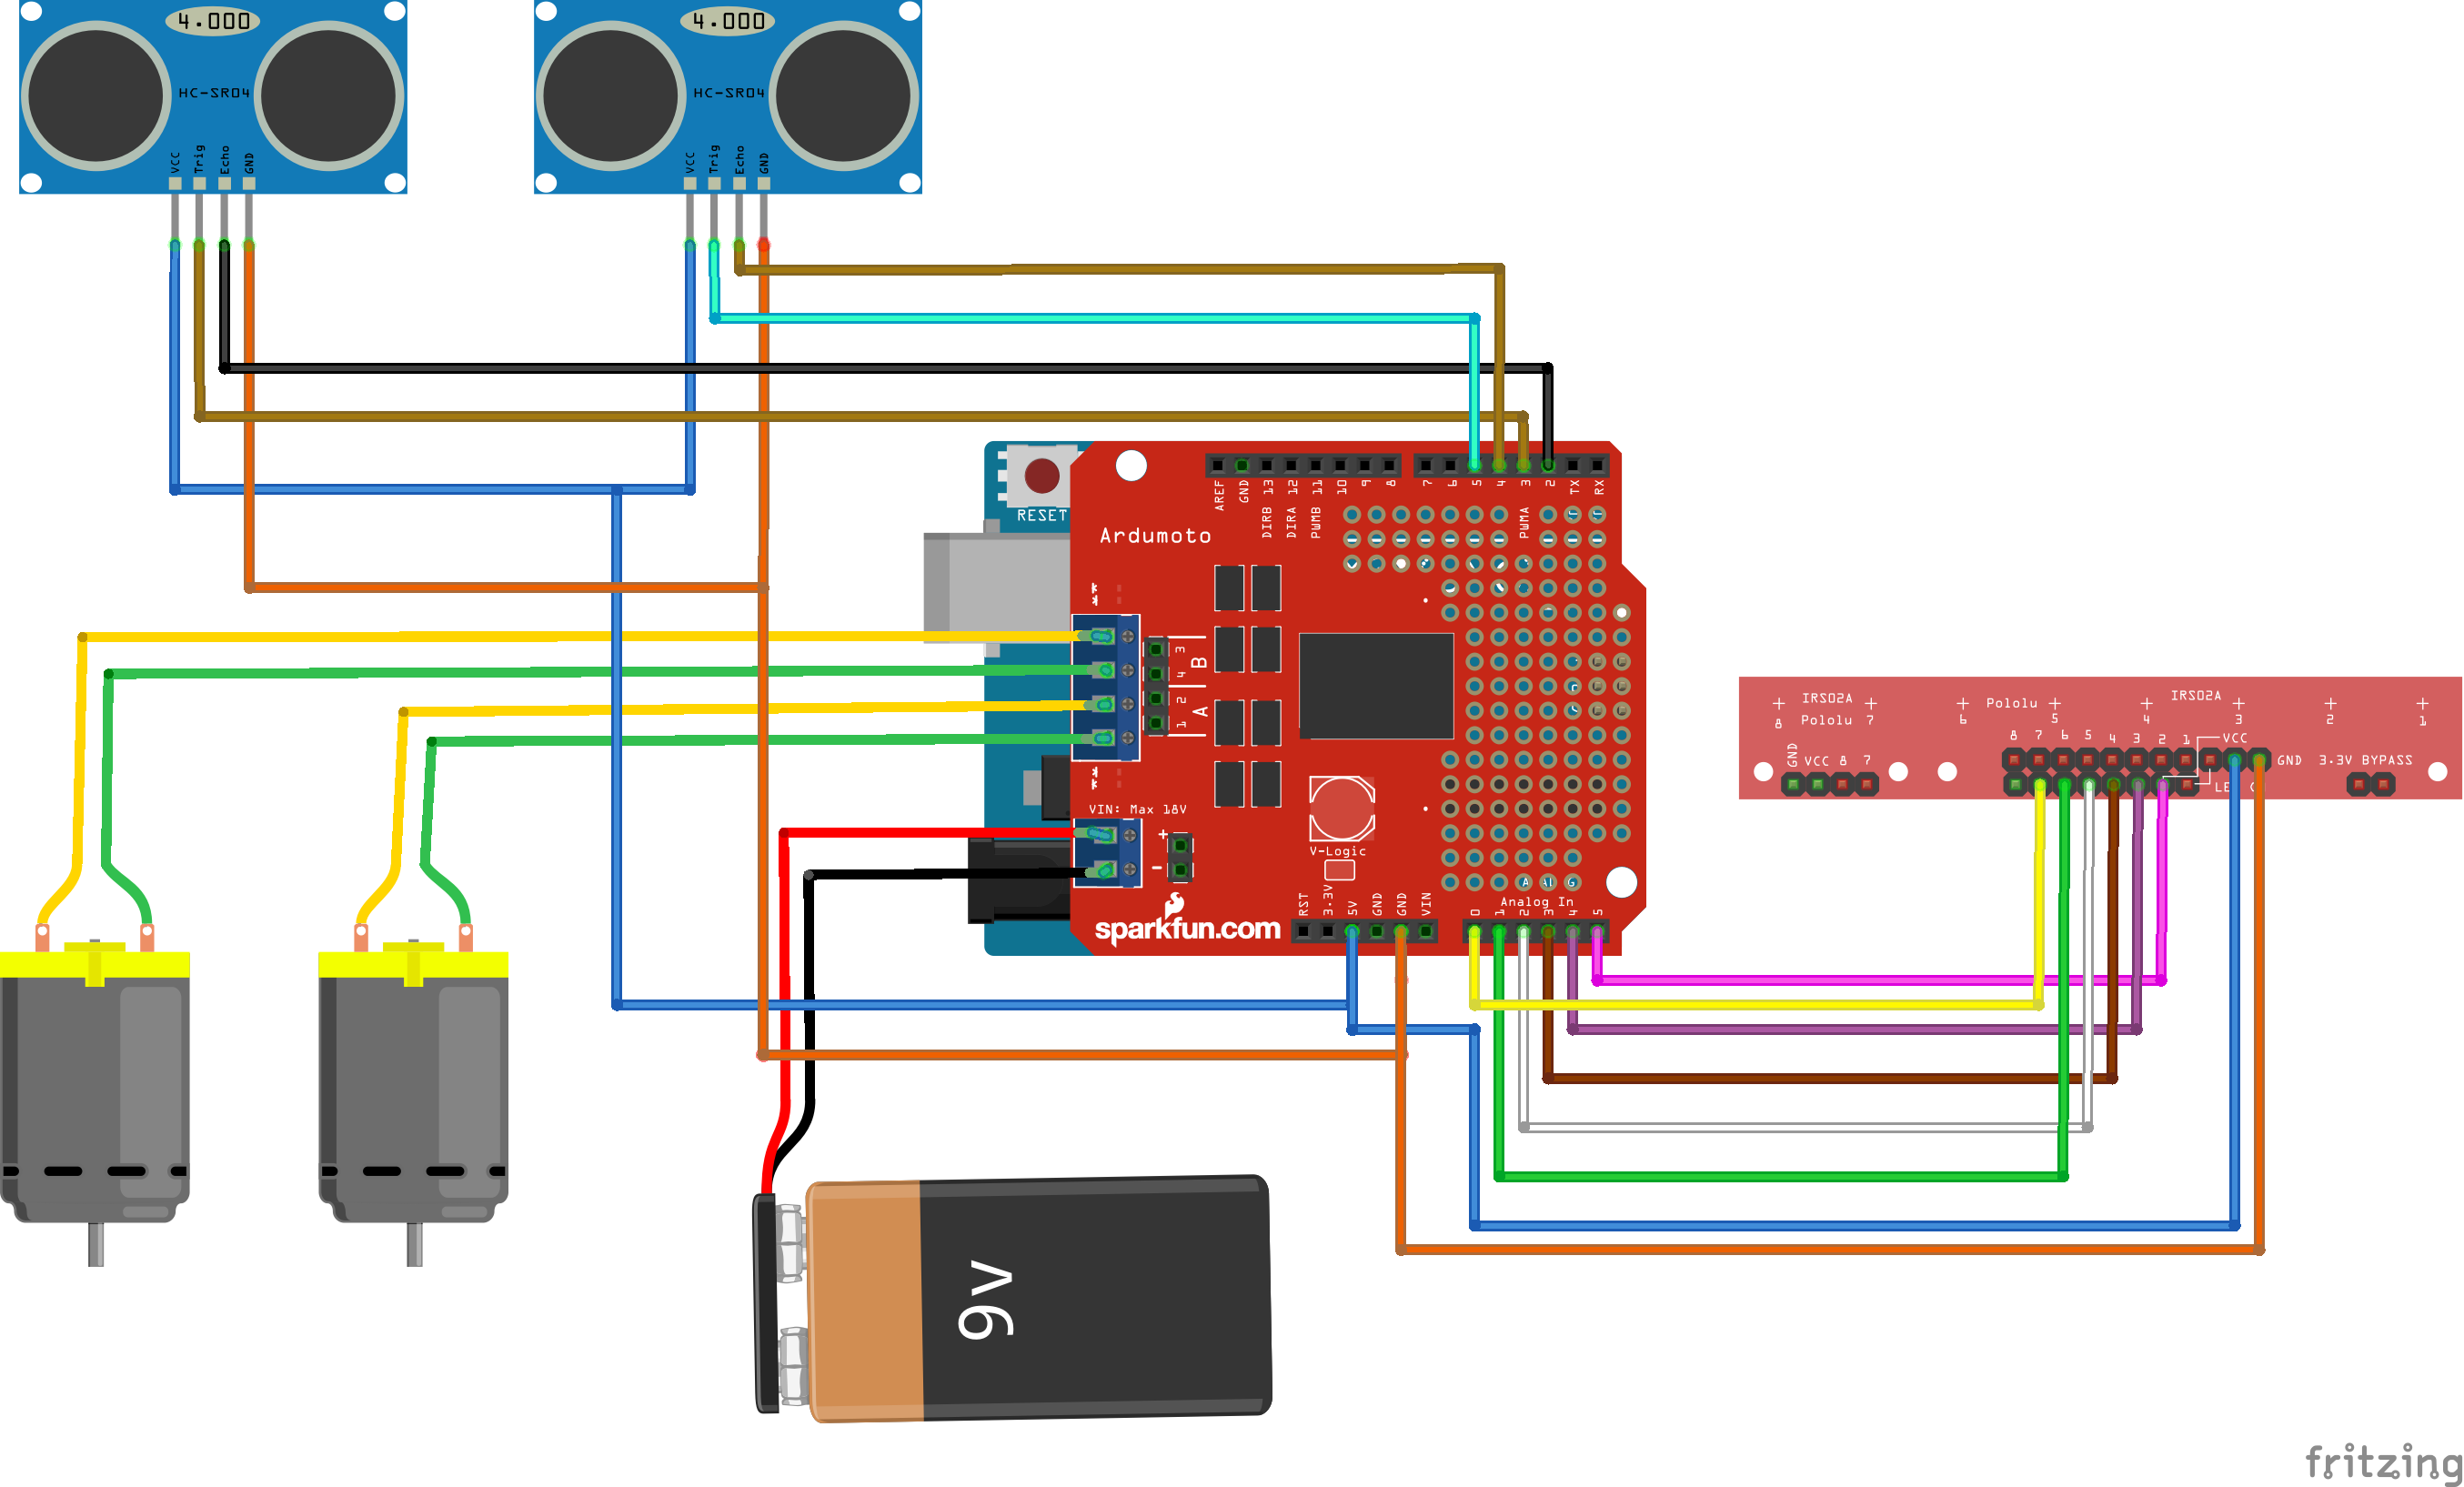 4.000
HC-SR04
VCC Trig Echo GND
4.000
HC-SR04
VCC Trig Echo GND
RESET
AREF GND 13 12 11 10 9 8 7 6 5 4 3 2 TX RX
DIRB DIRA PWMB PWMA
Ardumoto
3 B
4
2 A
1
VIN: Max 18V
+
-
V-Logic
sparkfun.com
RST 3.3V 5V GND GND VIN
Analog In
0 1 2 3 4 5
IRS02A Pololu IRS02A
8 Pololu 7 6 5 4 3 2 1
8 7 6 5 4 3 2 1 VCC
GND VCC 8 7
GND 3.3V BYPASS
9V
fritzing